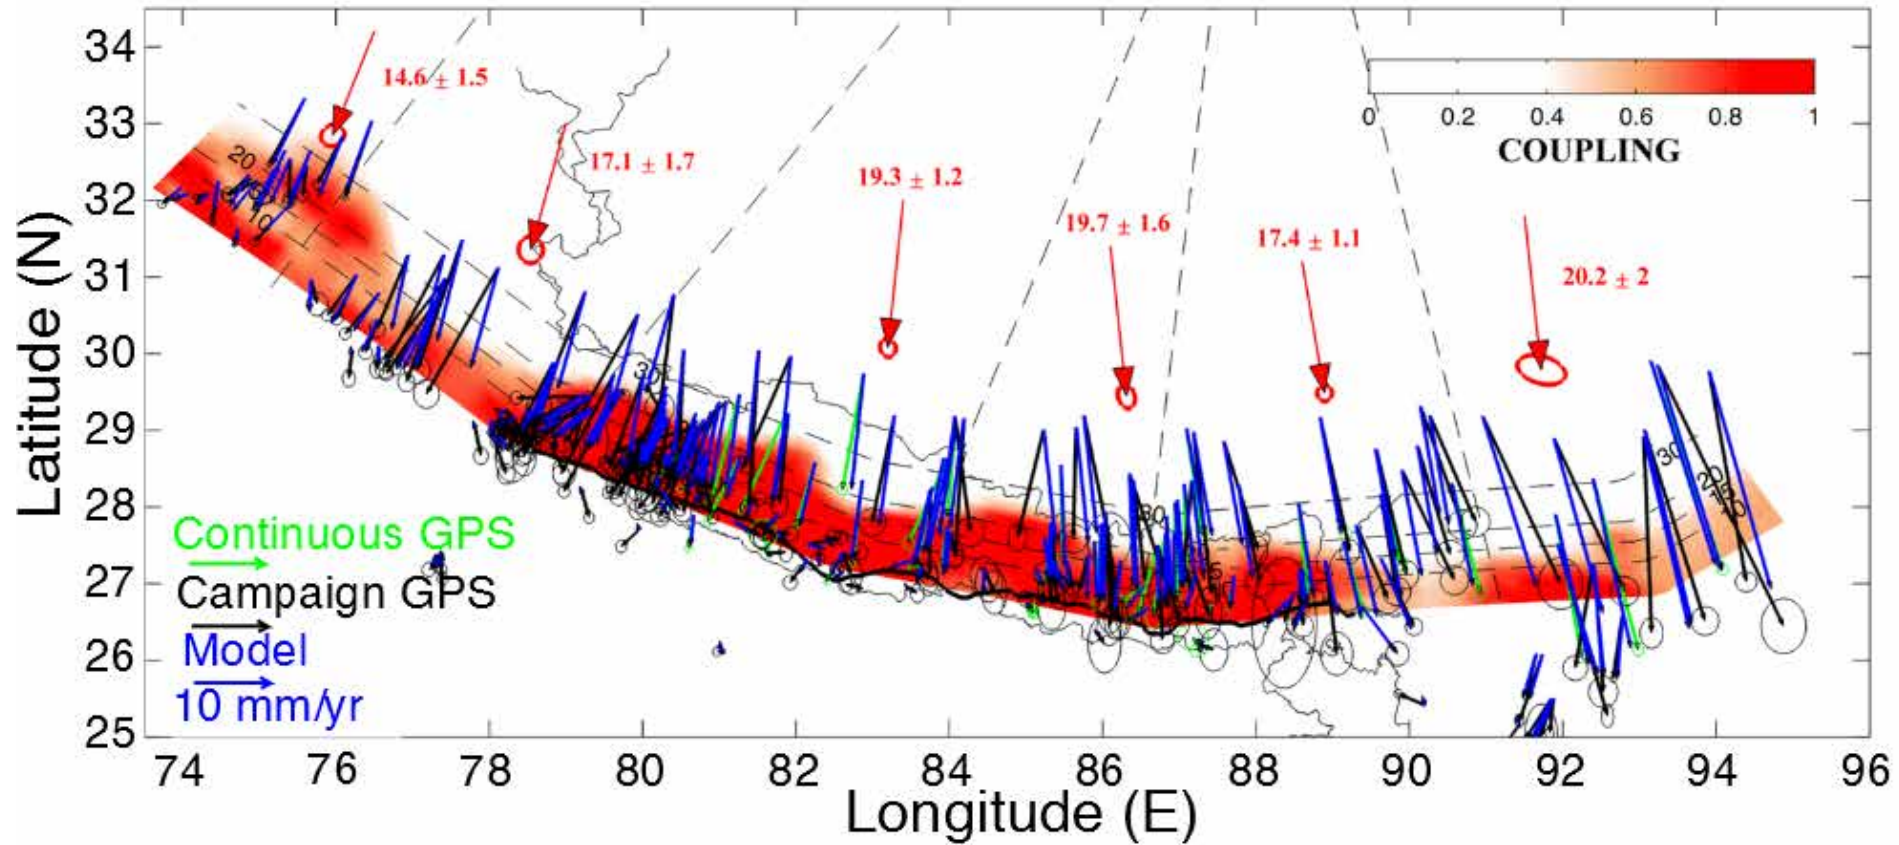 34
33
32
31
30
29
28
27
26
25
Latitude (N)
14.6 ± 1.5
17.1 ± 1.7
19.3 ± 1.2
19.7 ± 1.6
17.4 ± 1.1
20.2 ± 2
0 0.2 0.4 0.6 0.8 1
COUPLING
20
10
30
30
30
20
10
Continuous GPS
Campaign GPS
Model
10 mm/yr
74 76 78 80 82 84 86 88 90 92 94 96
Longitude (E)